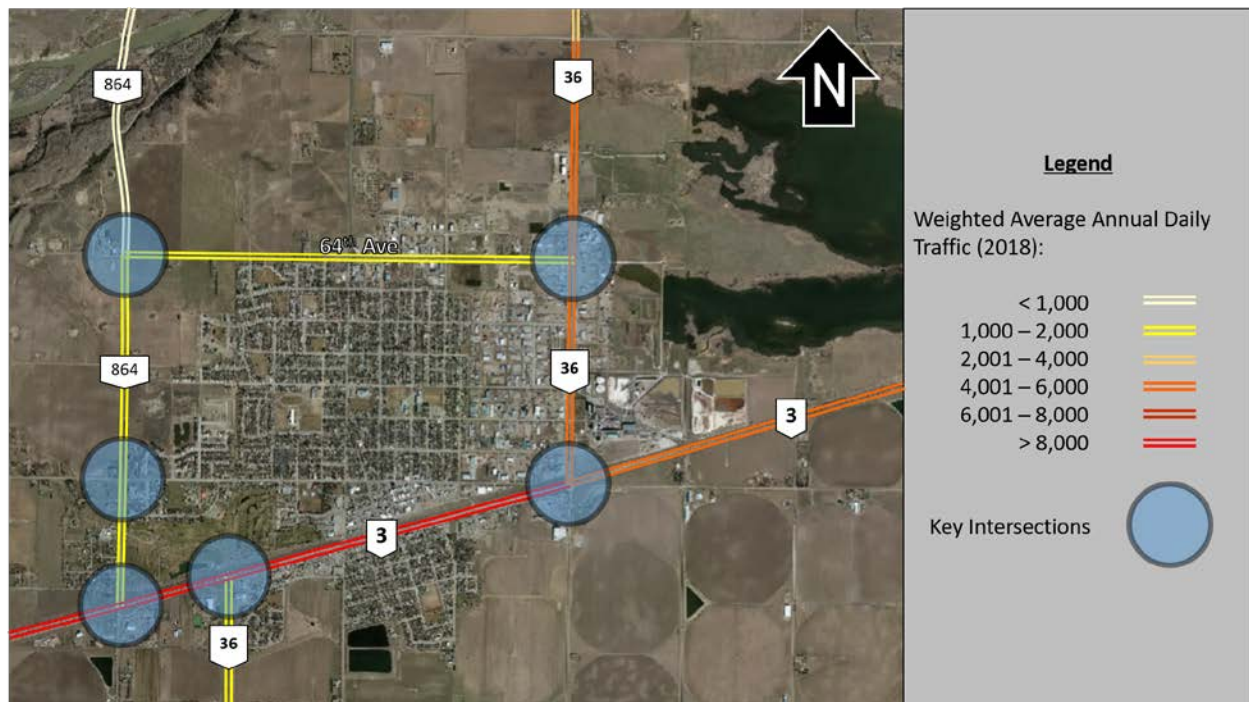 864
36
N
64th Ave
864
36
3
3
36
Legend
Weighted Average Annual Daily
Traffic (2018):
< 1,000
1,000 – 2,000
2,001 – 4,000
4,001 – 6,000
6,001 – 8,000
> 8,000
Key Intersections